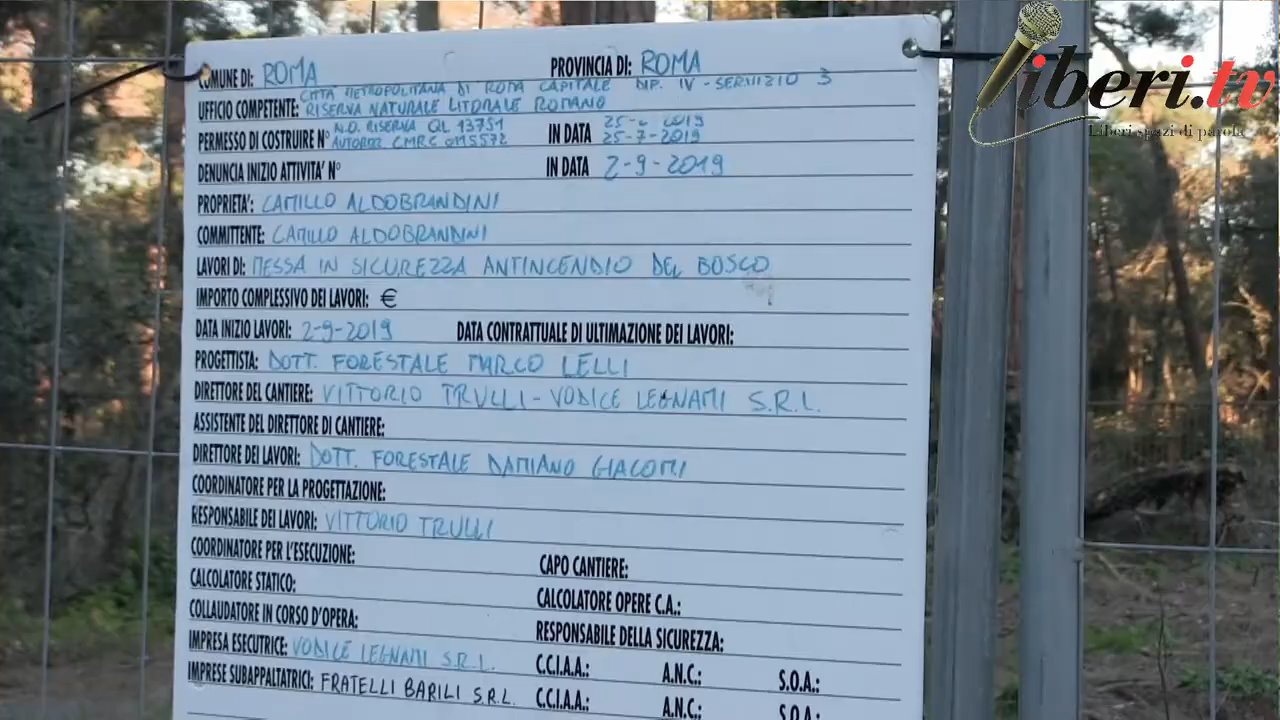 COMUNE DI: ROMA PROVINCIA DI: ROMA
CITTÀ METROPOLITANA DI ROMA CAPITALE DIP. IV - SERVIZIO 3
UFFICIO COMPETENTE: RISERVA NATURALE LITORALE ROMANO
N.O. RISERVA QL 13751 25-6-2019
PERMESSO DI COSTRUIRE N° CMRC IN DATA 25-7-2019
DENUNCIA INIZIO ATTIVITA' N° IN DATA 2-9-2019
PROPRIETA': CAMILLO ALDOBRANDINI
COMMITTENTE: CAMILLO ALDOBRANDINI
LAVORI DI: MESSA IN SICUREZZA ANTINCENDIO DEL BOSCO
IMPORTO COMPLESSIVO DEI LAVORI: €
DATA INIZIO LAVORI: 2-9-2019 DATA CONTRATTUALE DI ULTIMAZIONE DEI LAVORI:
PROGETTISTA: DOTT. FORESTALE MARCO LELLI
DIRETTORE DEL CANTIERE: VITTORIO TRULLI - VODICE LEGNAMI S.R.L.
ASSISTENTE DEL DIRETTORE DI CANTIERE:
DIRETTORE DEI LAVORI: DOTT. FORESTALE DAMIANO GIACOMI
COORDINATORE PER LA PROGETTAZIONE:
RESPONSABILE DEI LAVORI: VITTORIO TRULLI
COORDINATORE PER L'ESECUZIONE: CAPO CANTIERE:
CALCOLATORE STATICO: CALCOLATORE OPERE C.A.:
COLLAUDATORE IN CORSO D'OPERA: RESPONSABILE DELLA SICUREZZA:
IMPRESA ESECUTRICE: VODICE LEGNAMI S.R.L. C.C.I.A.A.: A.N.C.: S.O.A.:
IMPRESE SUBAPPALTATRICI: FRATELLI BARILI S.R.L. C.C.I.A.A.: A.N.C.: S.O.A.:
liberi.tv
Liberi spazi di parola